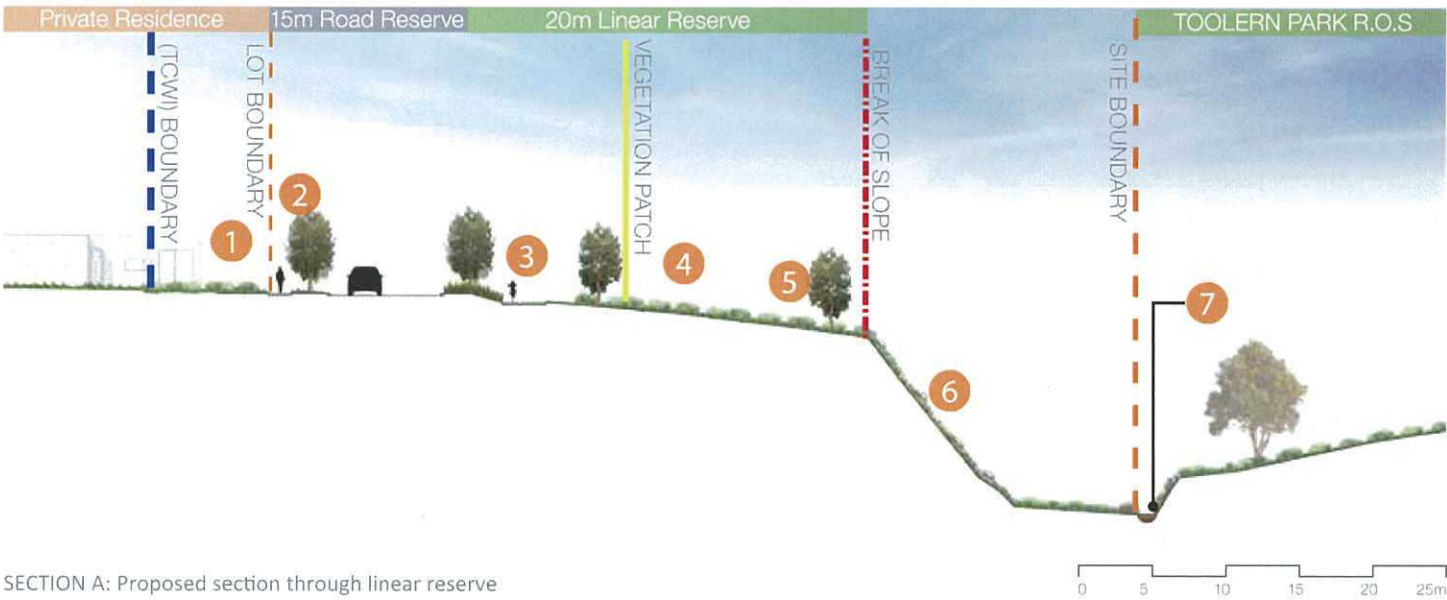 Private Residence
15m Road Reserve
20m Linear Reserve
TOOLERN PARK R.O.S
(TCWI) BOUNDARY
LOT BOUNDARY
VEGETATION PATCH
BREAK OF SLOPE
SITE BOUNDARY
1
2
3
4
5
6
7
SECTION A: Proposed section through linear reserve
0 5 10 15 20 25m